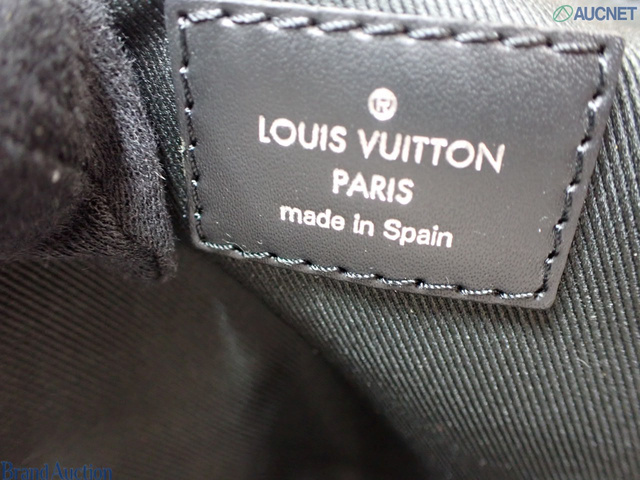 AUCNET
®
LOUIS VUITTON
PARIS
made in Spain
Brand Auction